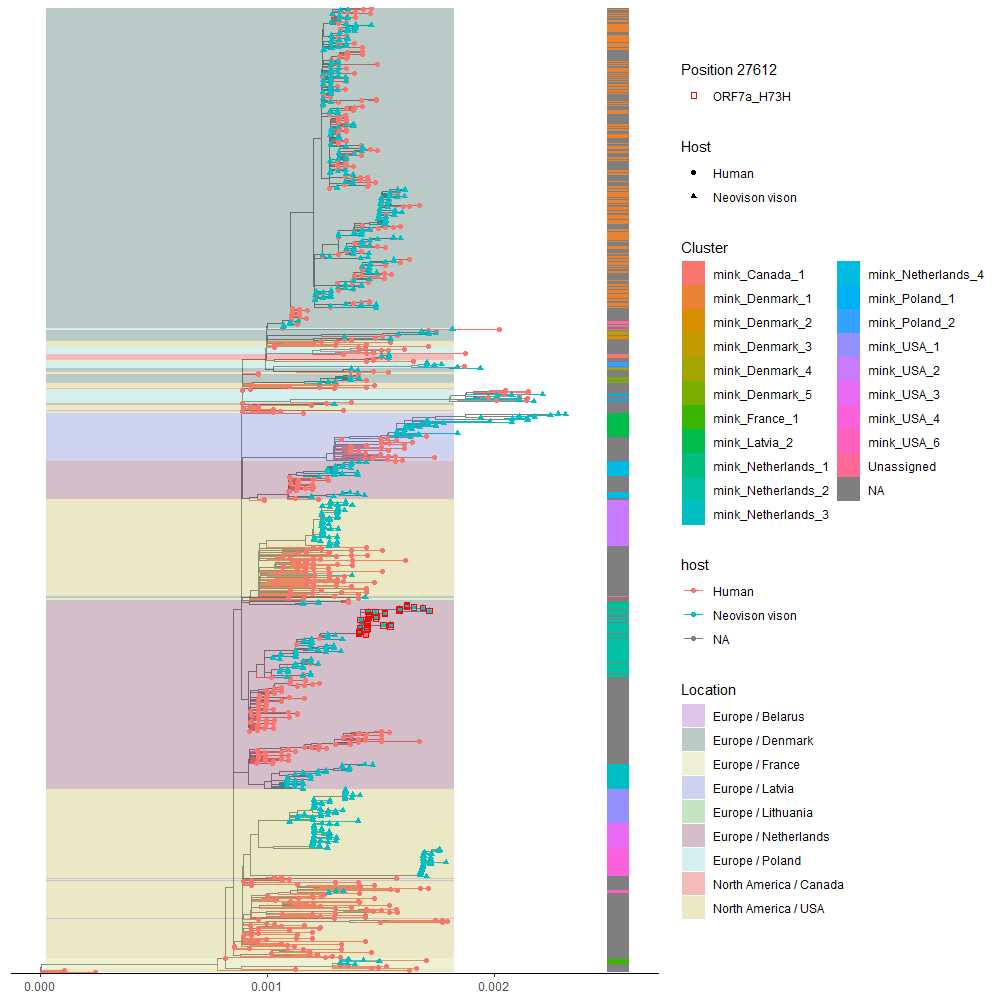 Position 27612
ORF7a_H73H
Host
Human
Neovison vison
Cluster
mink_Canada_1
mink_Denmark_1
mink_Denmark_2
mink_Denmark_3
mink_Denmark_4
mink_Denmark_5
mink_France_1
mink_Latvia_2
mink_Netherlands_1
mink_Netherlands_2
mink_Netherlands_3
mink_Netherlands_4
mink_Poland_1
mink_Poland_2
mink_USA_1
mink_USA_2
mink_USA_3
mink_USA_4
mink_USA_6
Unassigned
NA
host
Human
Neovison vison
NA
Location
Europe / Belarus
Europe / Denmark
Europe / France
Europe / Latvia
Europe / Lithuania
Europe / Netherlands
Europe / Poland
North America / Canada
North America / USA
0.000 0.001 0.002